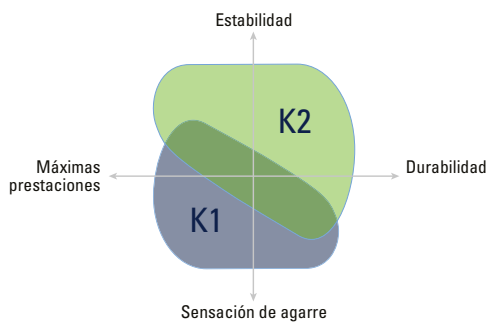 Estabilidad
K2
Máximas
prestaciones
Durabilidad
K1
Sensación de agarre